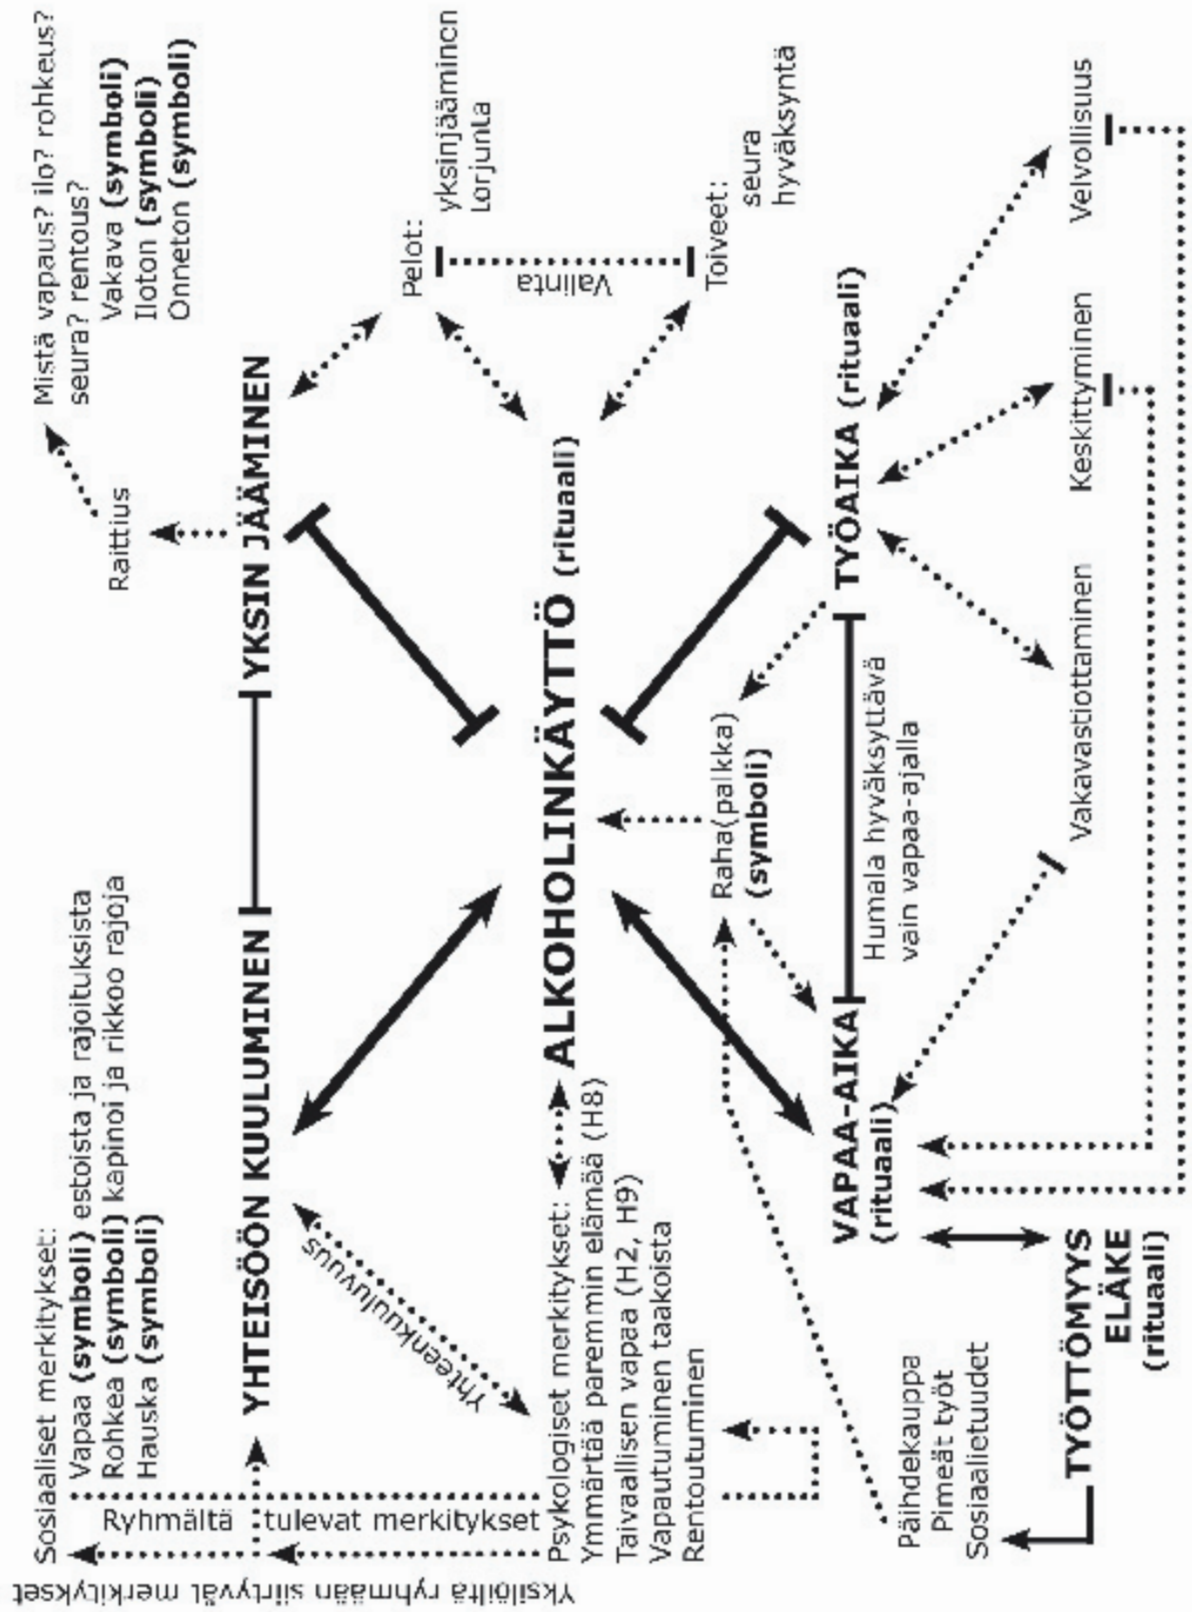 Sosiaaliset merkitykset:
Vapaa (symboli) estoista ja rajoituksista
Rohkea (symboli) kapinoi ja rikkoo rajoja
Hauska (symboli)
Mistä vapaus? ilo? rohkeus?
seura? rentous?
Vakava (symboli)
Iloton (symboli)
Onneton (symboli)
Raittius
Ryhmältä tulevat merkitykset
Yksilöiltä ryhmään siirtyvät merkitykset
YHTEISÖÖN KUULUMINEN
YKSIN JÄÄMINEN
Yhteenkuuluvuus
Pelot:
yksinjääminen
torjunta
Valinta
Toiveet:
seura
hyväksyntä
Psykologiset merkitykset:
Ymmärtää paremmin elämää (H8)
Taivaallisen vapaa (H2, H9)
Vapautuminen taakoista
Rentoutuminen
ALKOHOLINKÄYTTÖ (rituaali)
Raha(palkka)
(symboli)
VAPAA-AIKA
(rituaali)
Humala hyväksyttävä
vain vapaa-ajalla
TYÖAIKA (rituaali)
Päihdekauppa
Pimeät työt
Sosiaalietuudet
TYÖTTÖMYYS
ELÄKE
(rituaali)
Vakavastiottaminen
Keskittyminen
Velvollisuus